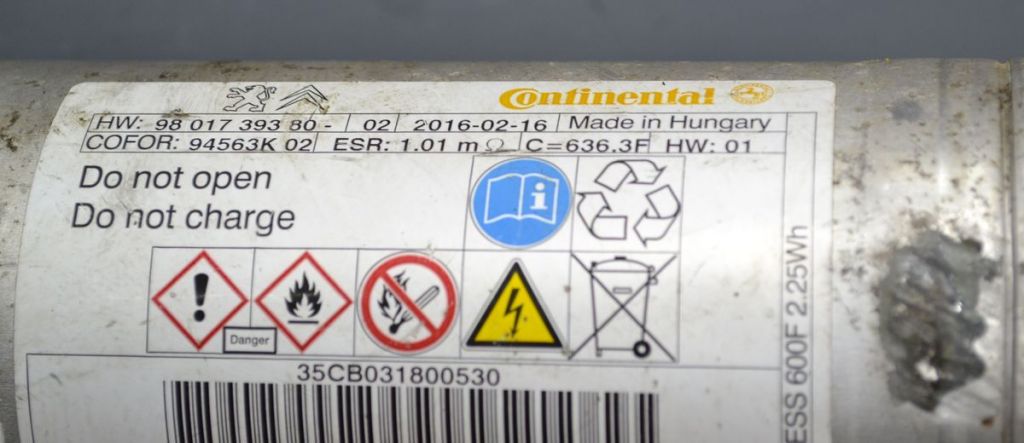 Continental
HW: 98 017 393 80 - 02 2016-02-16 Made in Hungary
COFOR: 94563K 02 ESR: 1.01 m Ω C=636.3F HW: 01
Do not open
Do not charge
Danger
35CB031800530
ESS 600F 2.25Wh